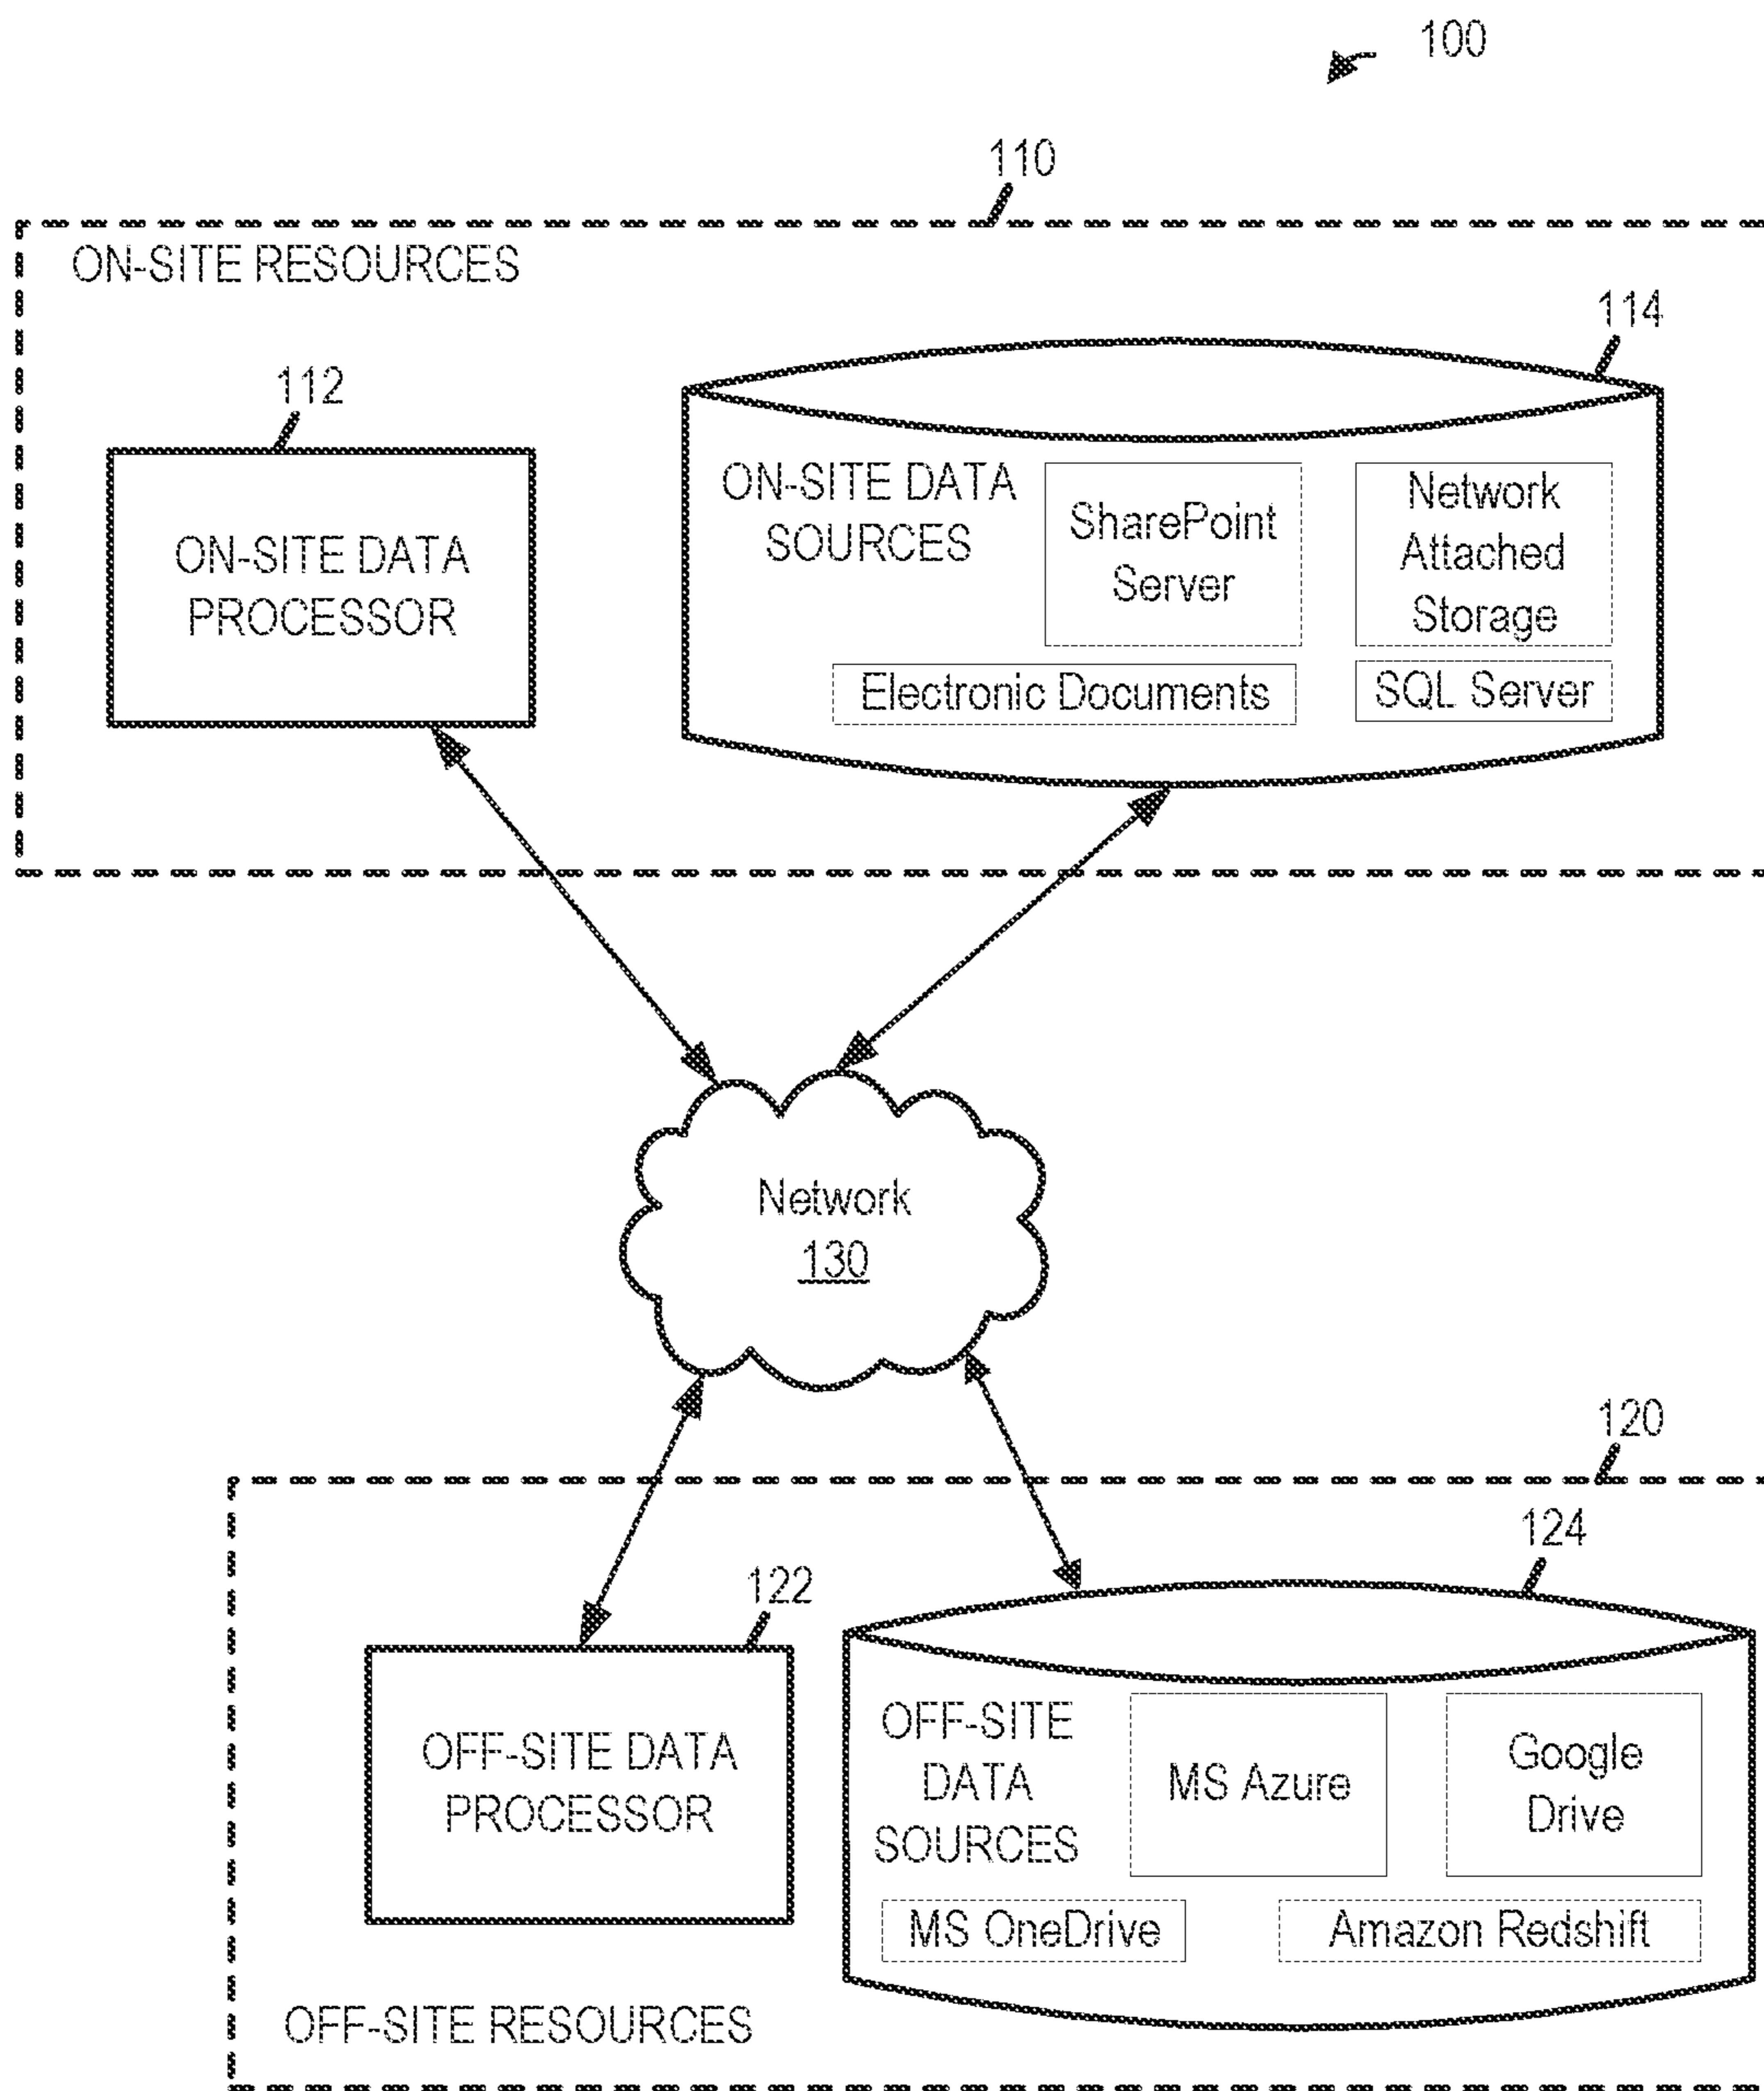 100
110
ON-SITE RESOURCES
114
112
ON-SITE DATA
PROCESSOR
ON-SITE DATA
SOURCES
SharePoint
Server
Network
Attached
Storage
Electronic Documents
SQL Server
Network
130
120
124
122
OFF-SITE DATA
PROCESSOR
OFF-SITE
DATA
SOURCES
MS Azure
Google
Drive
MS OneDrive
Amazon Redshift
OFF-SITE RESOURCES